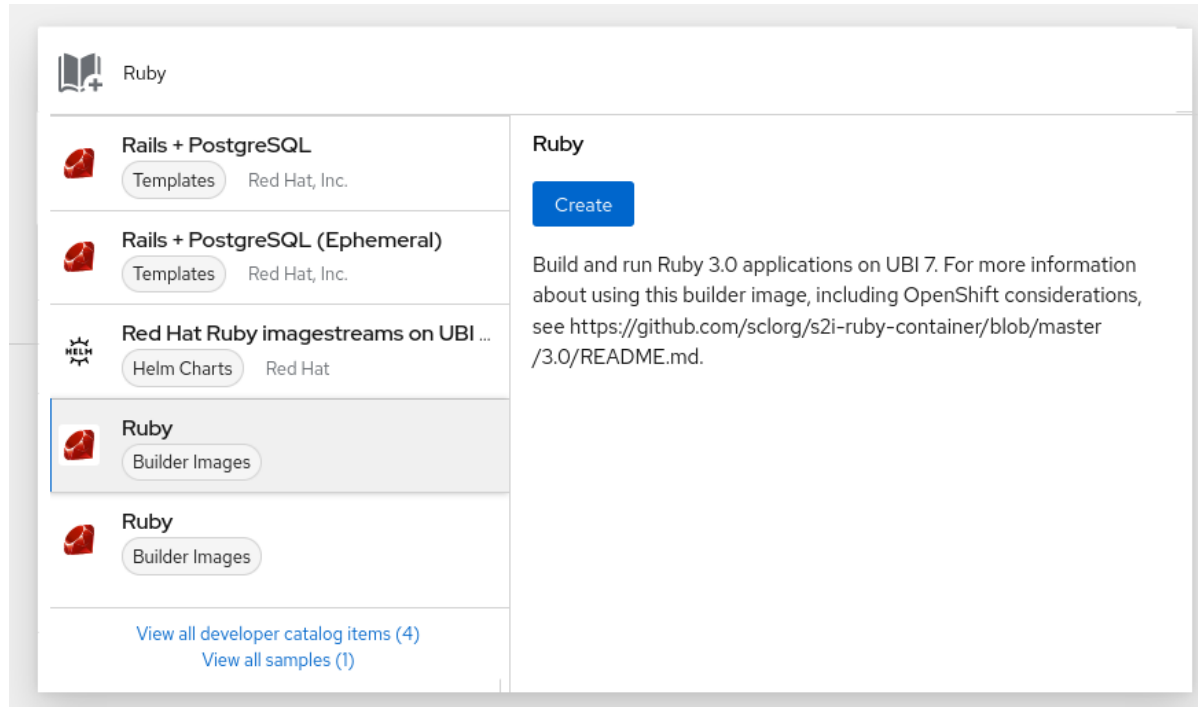 Ruby
Rails + PostgreSQL
Templates Red Hat, Inc.
Rails + PostgreSQL (Ephemeral)
Templates Red Hat, Inc.
HELM
Red Hat Ruby imagestreams on UBI ...
Helm Charts Red Hat
Ruby
Builder Images
Ruby
Builder Images
View all developer catalog items (4)
View all samples (1)
Ruby
Create
Build and run Ruby 3.0 applications on UBI 7. For more information
about using this builder image, including OpenShift considerations,
see https://github.com/sclorg/s2i-ruby-container/blob/master
/3.0/README.md.